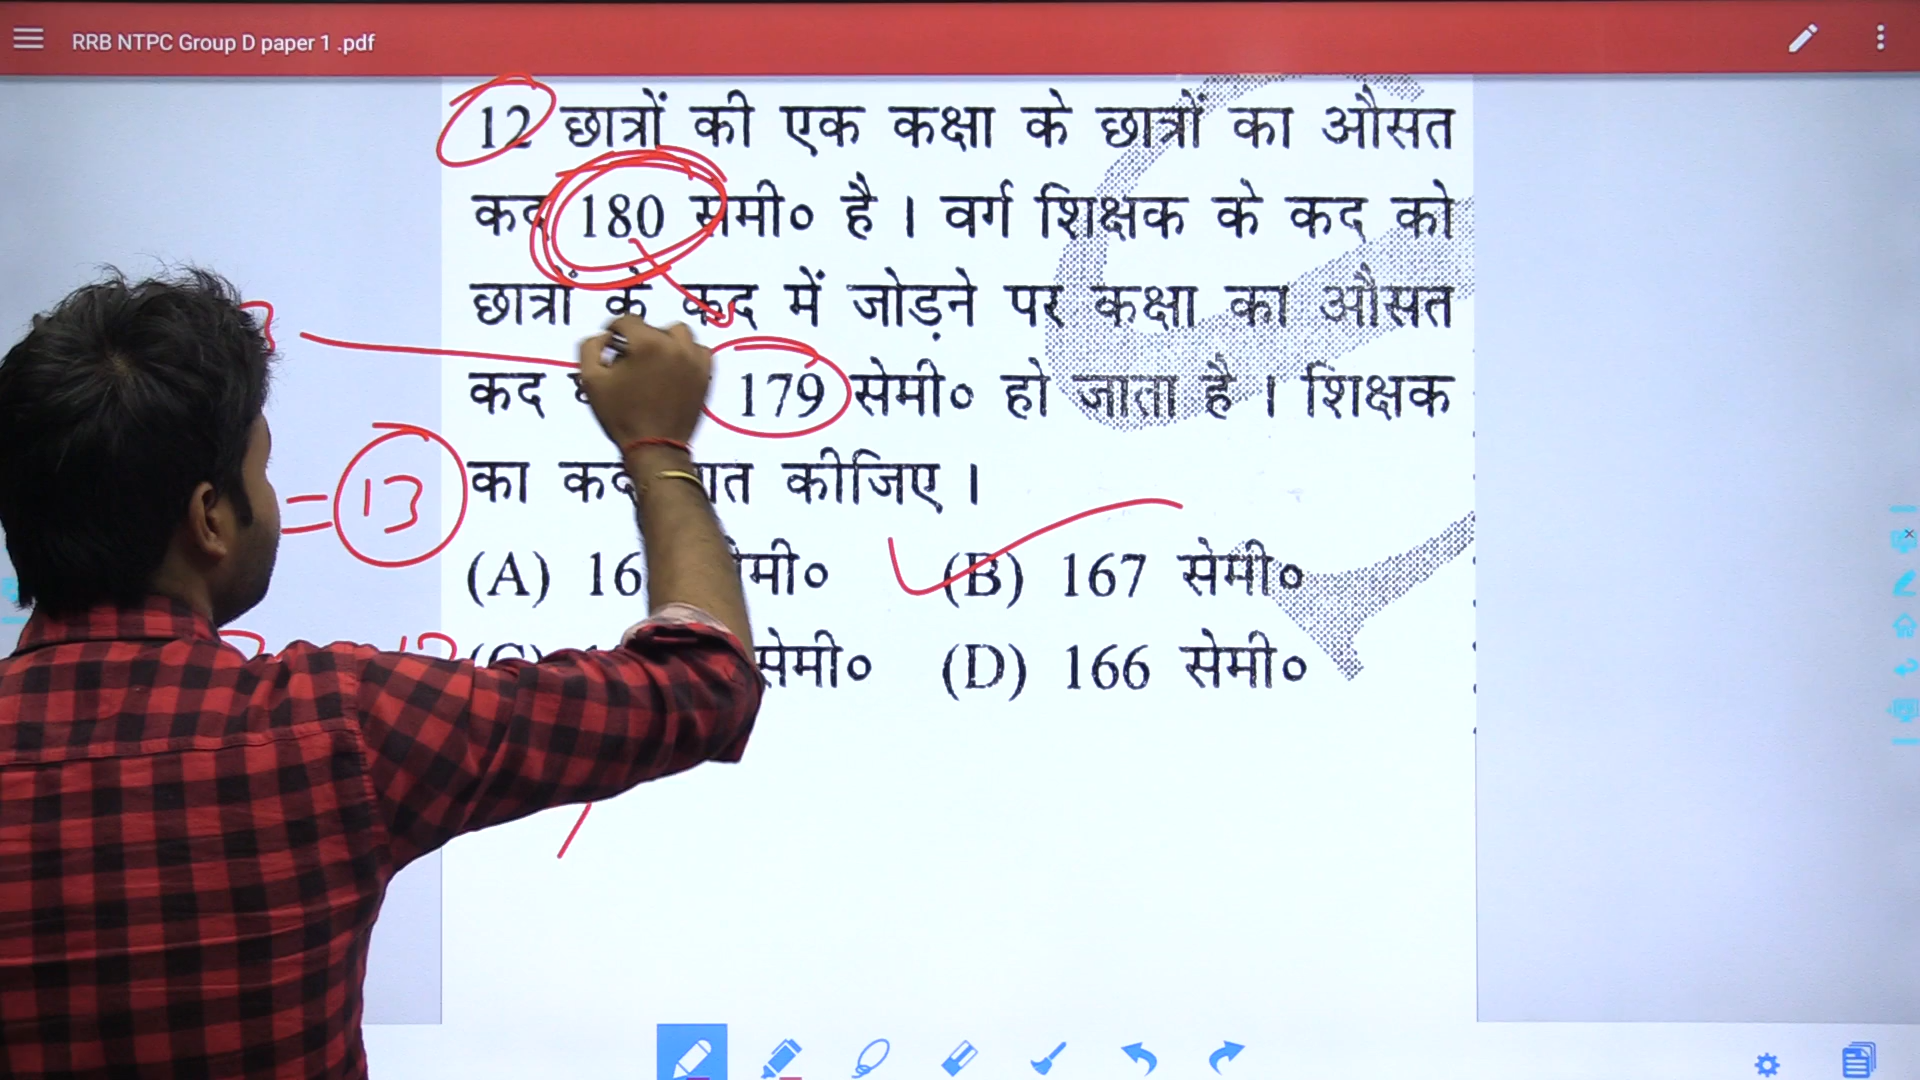 RRB NTPC Group D paper 1 .pdf
12 छात्रों की एक कक्षा के छात्रों का औसत
कद 180 सेमी० है । वर्ग शिक्षक के कद को
छात्रों के कद में जोड़ने पर कक्षा का औसत
कद 179 सेमी० हो जाता है । शिक्षक
= 13 का कद कीजिए ।
(A) सेमी० (B) 167 सेमी०
(C) सेमी० (D) 166 सेमी०